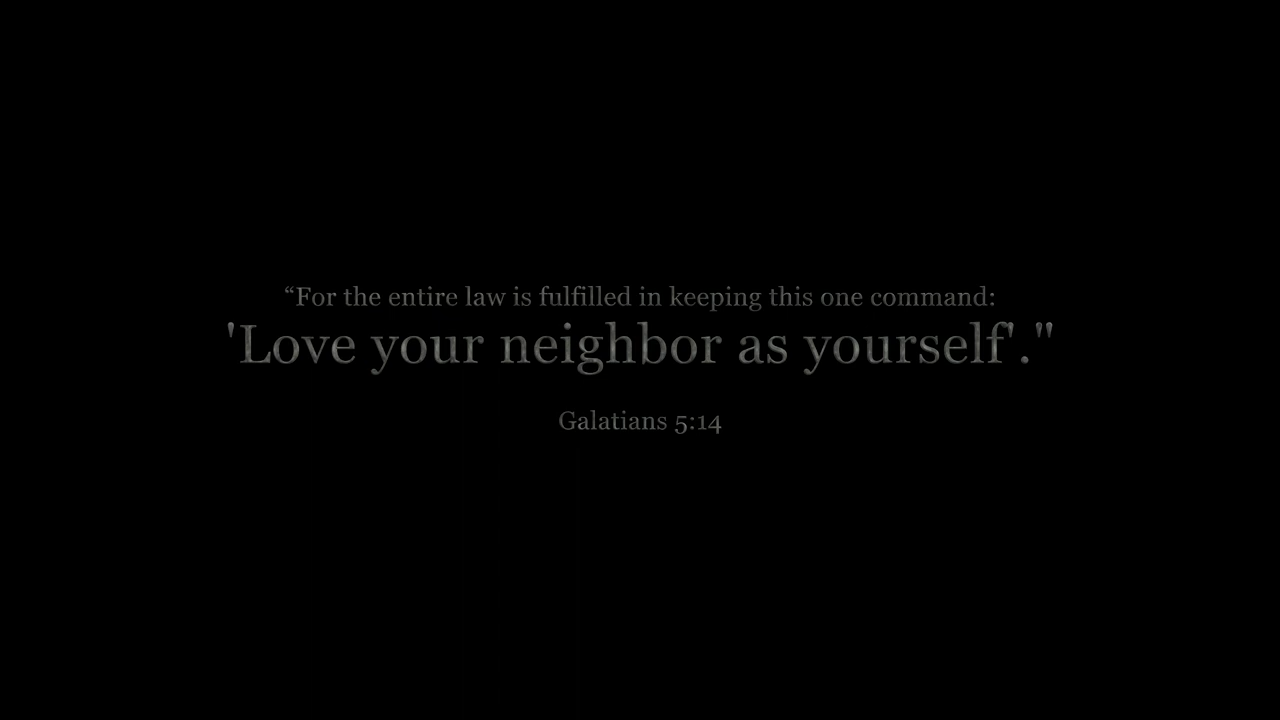 “For the entire law is fulfilled in keeping this one command:
'Love your neighbor as yourself'."
Galatians 5:14